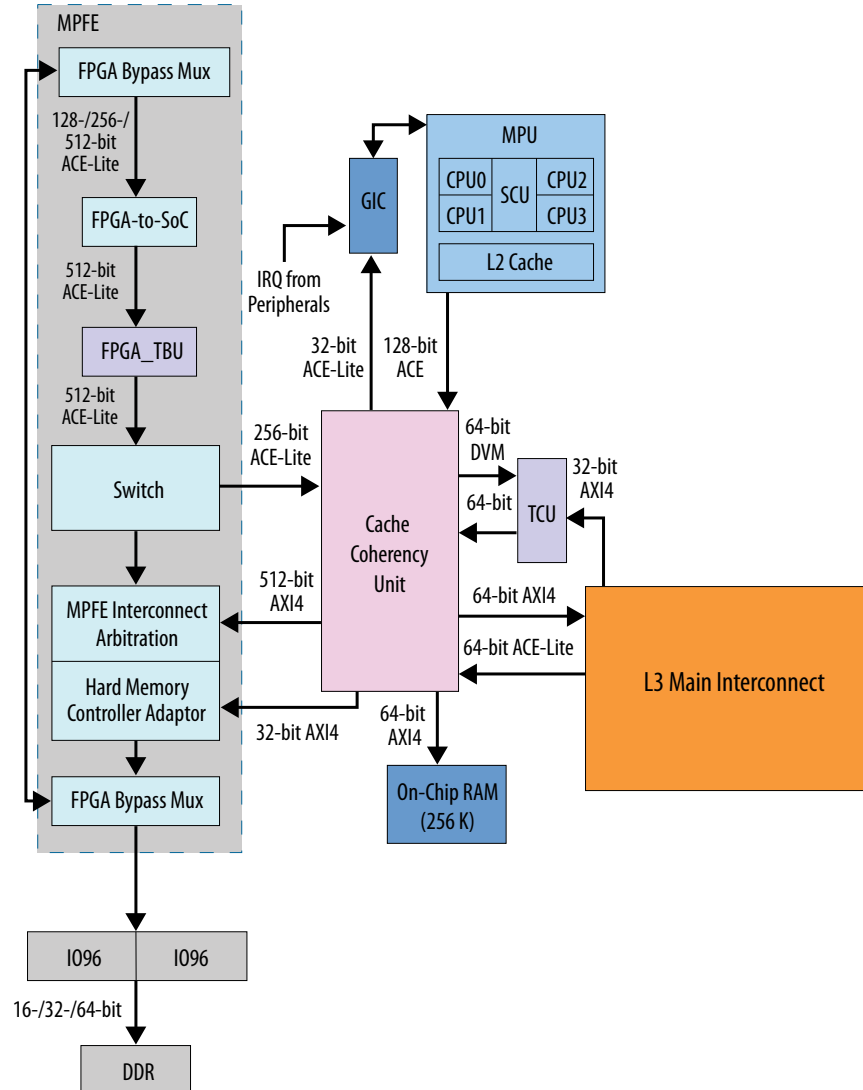 MPFE
FPGA Bypass Mux
128-/256-/
512-bit
ACE-Lite
FPGA-to-SoC
512-bit
ACE-Lite
FPGA_TBU
512-bit
ACE-Lite
Switch
256-bit
ACE-Lite
MPFE Interconnect
Arbitration
512-bit
AXI4
Hard Memory
Controller Adaptor
32-bit AXI4
FPGA Bypass Mux
IO96
IO96
16-/32-/64-bit
DDR
GIC
IRQ from
Peripherals
32-bit
ACE-Lite
MPU
CPU0
CPU1
SCU
CPU2
CPU3
L2 Cache
128-bit
ACE
Cache
Coherency
Unit
64-bit
DVM
64-bit
TCU
32-bit
AXI4
64-bit AXI4
64-bit ACE-Lite
L3 Main Interconnect
64-bit
AXI4
On-Chip RAM
(256 K)